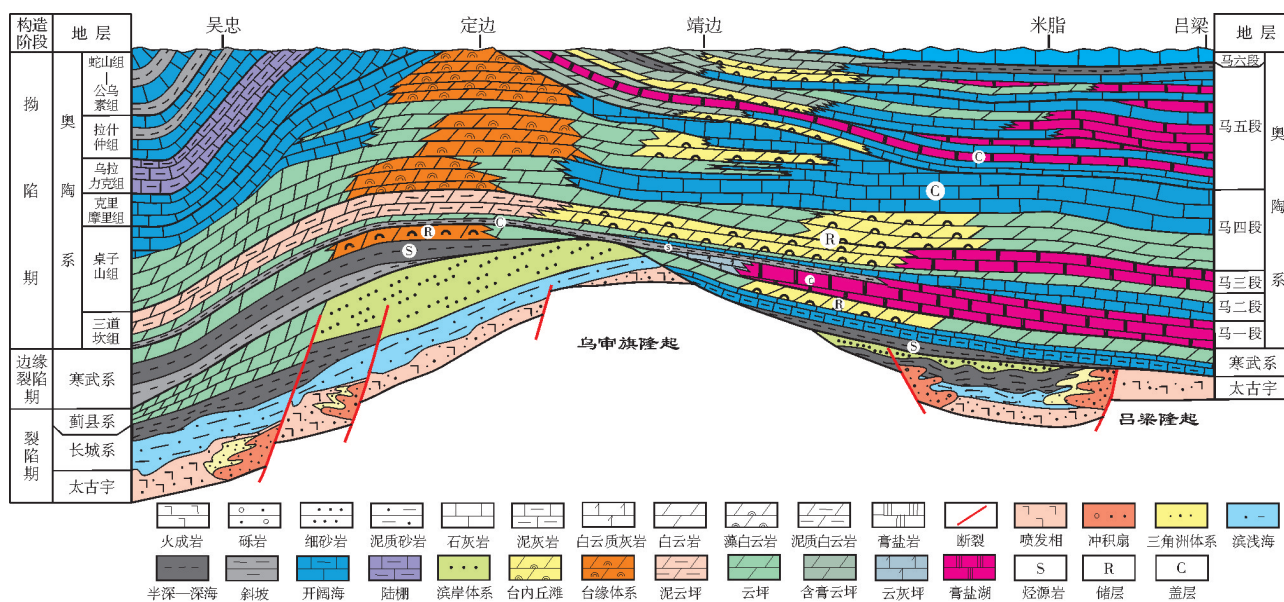 构造阶段 地层 吴忠 定边 靖边 米脂 吕梁 地层
拗陷期
奥陶系
蛇山组
公乌素组
拉什仲组
乌拉力克组
克里摩里组
桌子山组
三道坎组
边缘裂陷期 寒武系
裂陷期
蓟县系
长城系
太古宇
马六段
马五段
马四段
马三段
马二段
马一段
奥陶系
寒武系
太古宇
C
C
C
R
S
S
R
C
R
S
乌审旗隆起
吕梁隆起
火成岩 砾岩 细砂岩 泥质砂岩 石灰岩 泥灰岩 白云质灰岩 白云岩 藻白云岩 泥质白云岩 膏盐岩 断裂 喷发相 冲积扇 三角洲体系 滨浅海
S R C
半深—深海 斜坡 开阔海 陆棚 滨岸体系 台内丘滩 台缘体系 泥云坪 云坪 含膏云坪 云灰坪 膏盐湖 烃源岩 储层 盖层